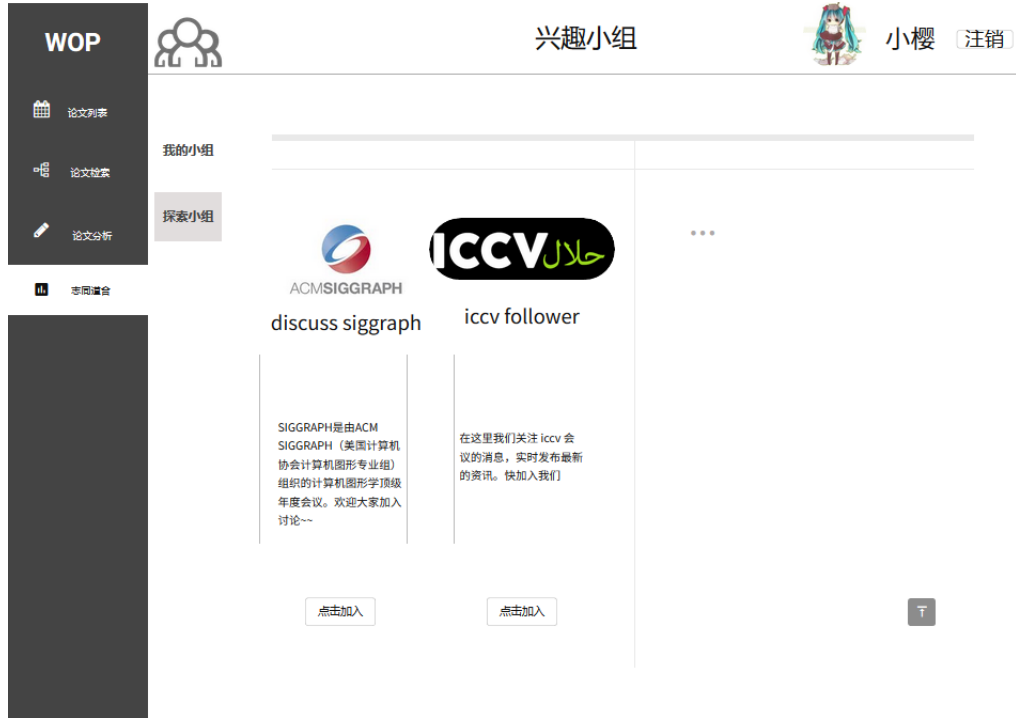 WOP
兴趣小组
小樱
注销
论文列表
论文检索
论文分析
志同道合
我的小组
探索小组
ACMSIGGRAPH
discuss siggraph
SIGGRAPH是由ACM
SIGGRAPH（美国计算机
协会计算机图形专业组）
组织的计算机图形学顶级
年度会议。欢迎大家加入
讨论~~
点击加入
ICCV حلال
iccv follower
在这里我们关注 iccv 会
议的消息，实时发布最新
的资讯。快加入我们
点击加入
•••